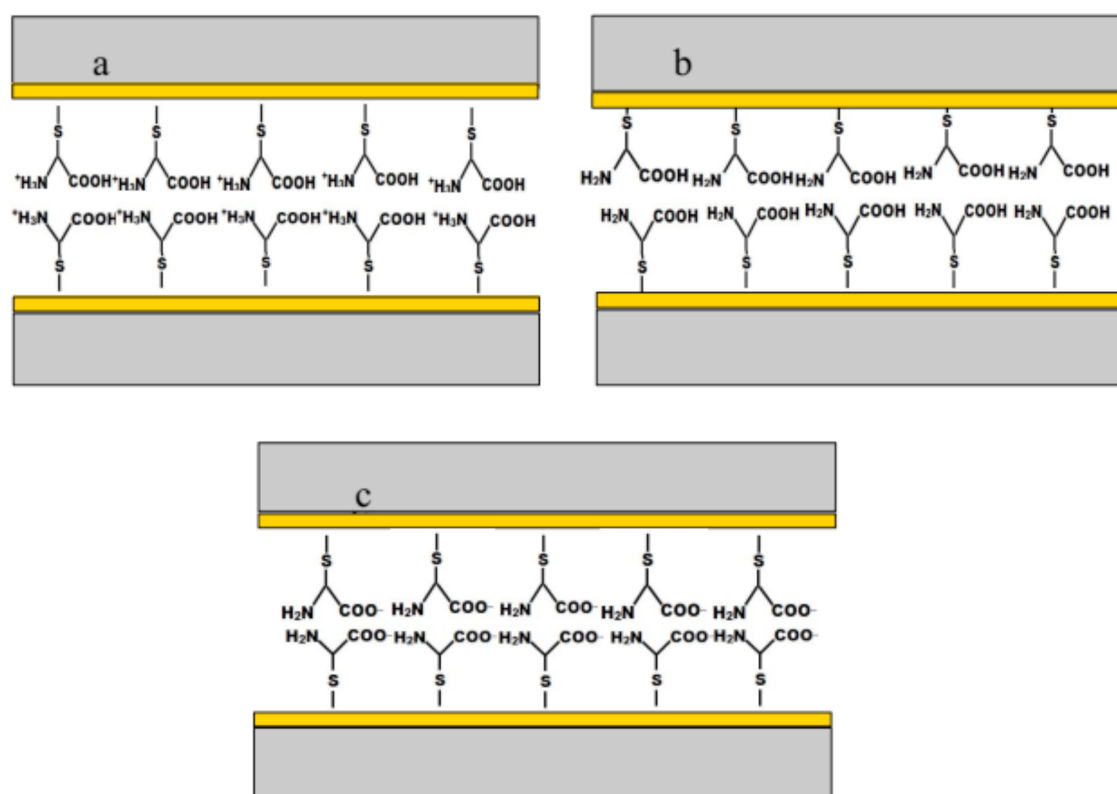 a
S S S S S
⁺H₃N COOH ⁺H₃N COOH ⁺H₃N COOH ⁺H₃N COOH ⁺H₃N COOH
⁺H₃N COOH ⁺H₃N COOH ⁺H₃N COOH ⁺H₃N COOH ⁺H₃N COOH
S S S S S
b
S S S S S
H₂N COOH H₂N COOH H₂N COOH H₂N COOH H₂N COOH
H₂N COOH H₂N COOH H₂N COOH H₂N COOH H₂N COOH
S S S S S
c
S S S S S
H₂N COO⁻ H₂N COO⁻ H₂N COO⁻ H₂N COO⁻ H₂N COO⁻
H₂N COO⁻ H₂N COO⁻ H₂N COO⁻ H₂N COO⁻ H₂N COO⁻
S S S S S